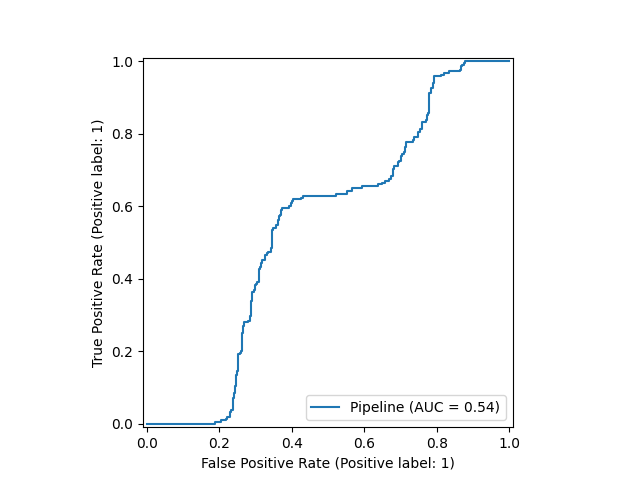 1.0
0.8
0.6
0.4
0.2
0.0
True Positive Rate (Positive label: 1)
Pipeline (AUC = 0.54)
0.0 0.2 0.4 0.6 0.8 1.0
False Positive Rate (Positive label: 1)